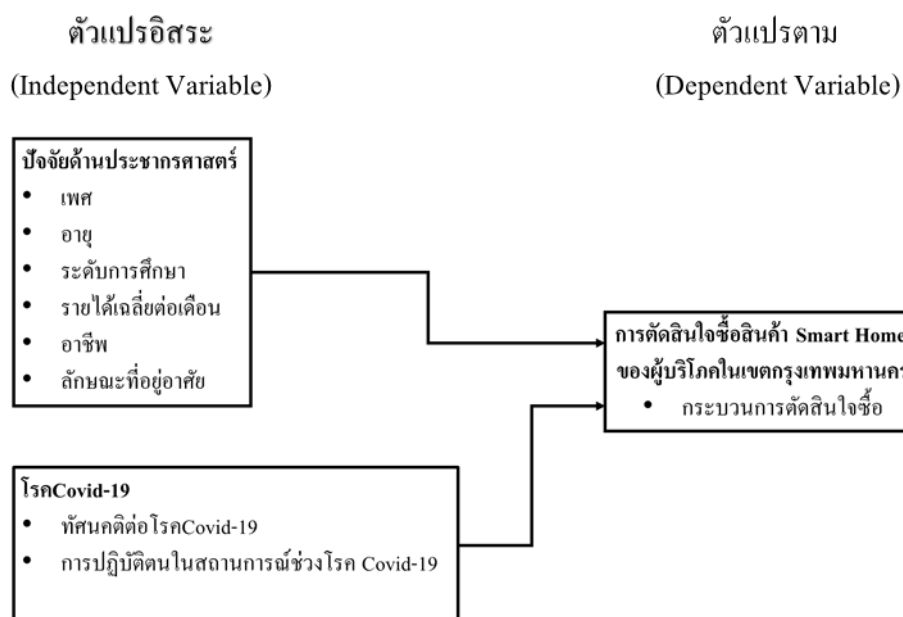 ตัวแปรอิสระ
(Independent Variable)
ตัวแปรตาม
(Dependent Variable)
ปัจจัยด้านประชากรศาสตร์
• เพศ
• อายุ
• ระดับการศึกษา
• รายได้เฉลี่ยต่อเดือน
• อาชีพ
• ลักษณะที่อยู่อาศัย
การตัดสินใจซื้อสินค้า Smart Home
ของผู้บริโภคในเขตกรุงเทพมหานคร
• กระบวนการตัดสินใจซื้อ
โรคCovid-19
• ทัศนคติต่อโรคCovid-19
• การปฏิบัติตนในสถานการณ์ช่วงโรค Covid-19